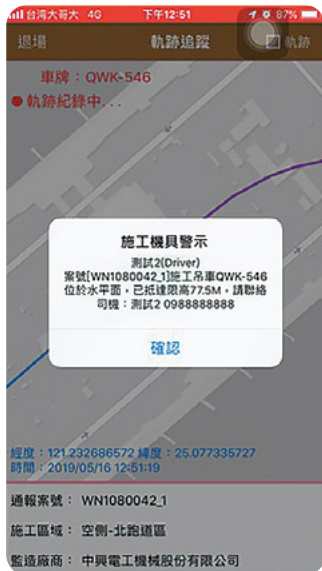 台灣大哥大 4G 下午12:51 87%
退場 軌跡追蹤 軌跡
車牌：QWK-546
軌跡紀錄中...
施工機具警示
測試2(Driver)
案號[WN1080042_1]施工吊車QWK-546
位於水平面，已抵達限高77.5M，請聯絡
司機：測試2 0988888888
確認
經度：121.232686572 緯度：25.077335727
時間：2019/05/16 12:51:19
通報案號： WN1080042_1
施工區域： 空側-北跑道區
監造廠商： 中興電工機械股份有限公司